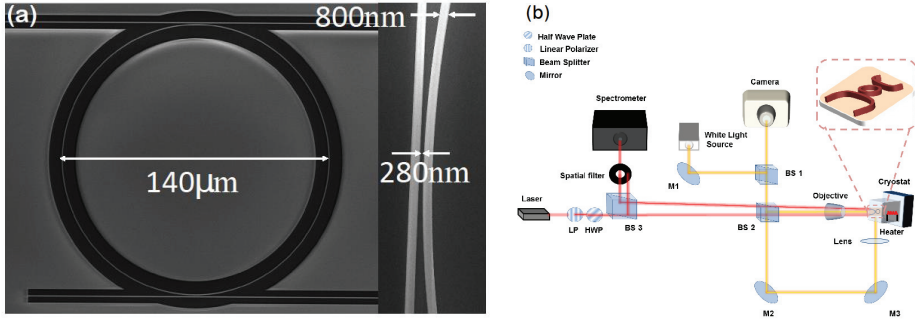 (a)
800nm
280nm
140μm
(b)
Half Wave Plate
Linear Polarizer
Beam Splitter
Mirror
Camera
Spectrometer
White Light
Source
M1
BS 1
Spatial filter
Laser
LP
HWP
BS 3
BS 2
Objective
Cryostat
Heater
Lens
M2
M3